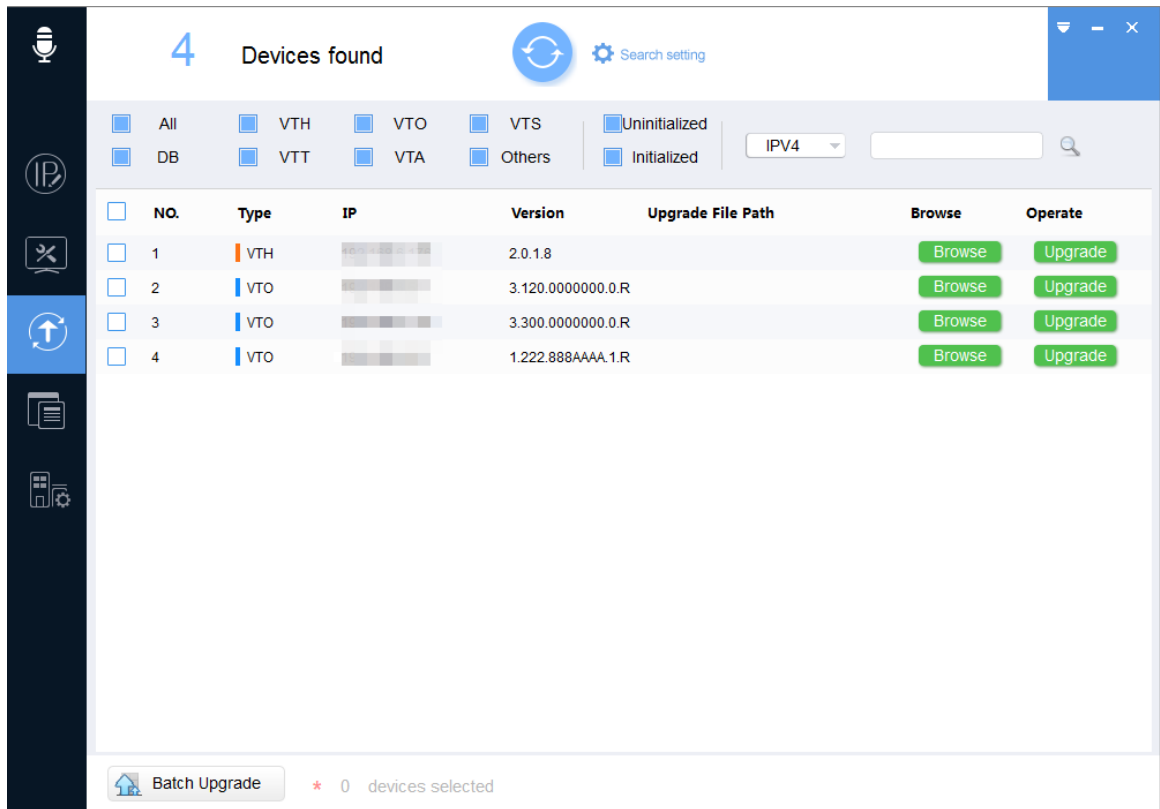 4 Devices found Search setting
All VTH VTO VTS Uninitialized
DB VTT VTA Others Initialized IPV4
NO. Type IP Version Upgrade File Path Browse Operate
1 VTH 2.0.1.8 Browse Upgrade
2 VTO 3.120.0000000.0.R Browse Upgrade
3 VTO 3.300.0000000.0.R Browse Upgrade
4 VTO 1.222.888AAAA.1.R Browse Upgrade
Batch Upgrade * 0 devices selected